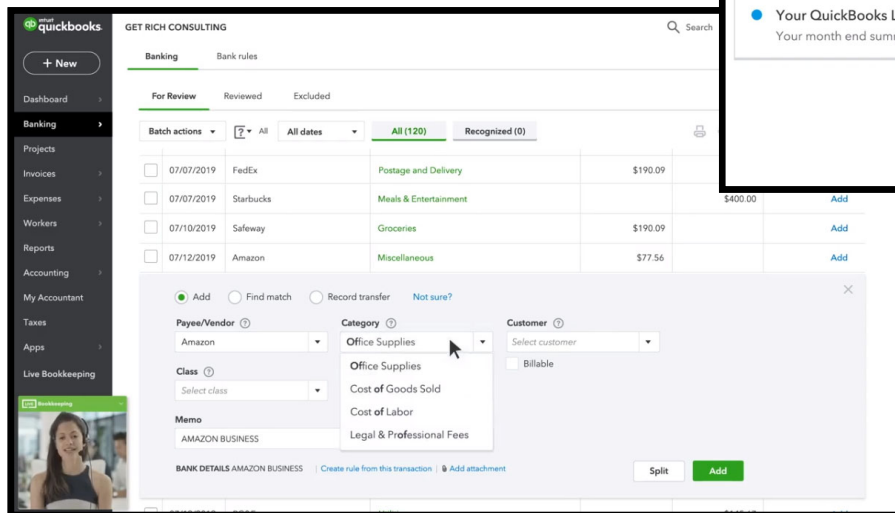 Your QuickBooks L
Your month end summ
intuit
quickbooks.
GET RICH CONSULTING
Search
+ New
Dashboard
Banking
Projects
Invoices
Expenses
Workers
Reports
Accounting
My Accountant
Taxes
Apps
Live Bookkeeping
LIVE Bookkeeping
Banking Bank rules
For Review Reviewed Excluded
Batch actions All All dates All (120) Recognized (0)
07/07/2019 FedEx Postage and Delivery $190.09
07/07/2019 Starbucks Meals & Entertainment $400.00 Add
07/10/2019 Safeway Groceries $190.09 Add
07/12/2019 Amazon Miscellaneous $77.56 Add
Add Find match Record transfer Not sure?
Payee/Vendor ? Category ? Customer ?
Amazon Office Supplies Select customer
Class ? Office Supplies Billable
Select class Cost of Goods Sold
Cost of Labor
Memo
AMAZON BUSINESS Legal & Professional Fees
BANK DETAILS AMAZON BUSINESS | Create rule from this transaction | Add attachment
Split Add